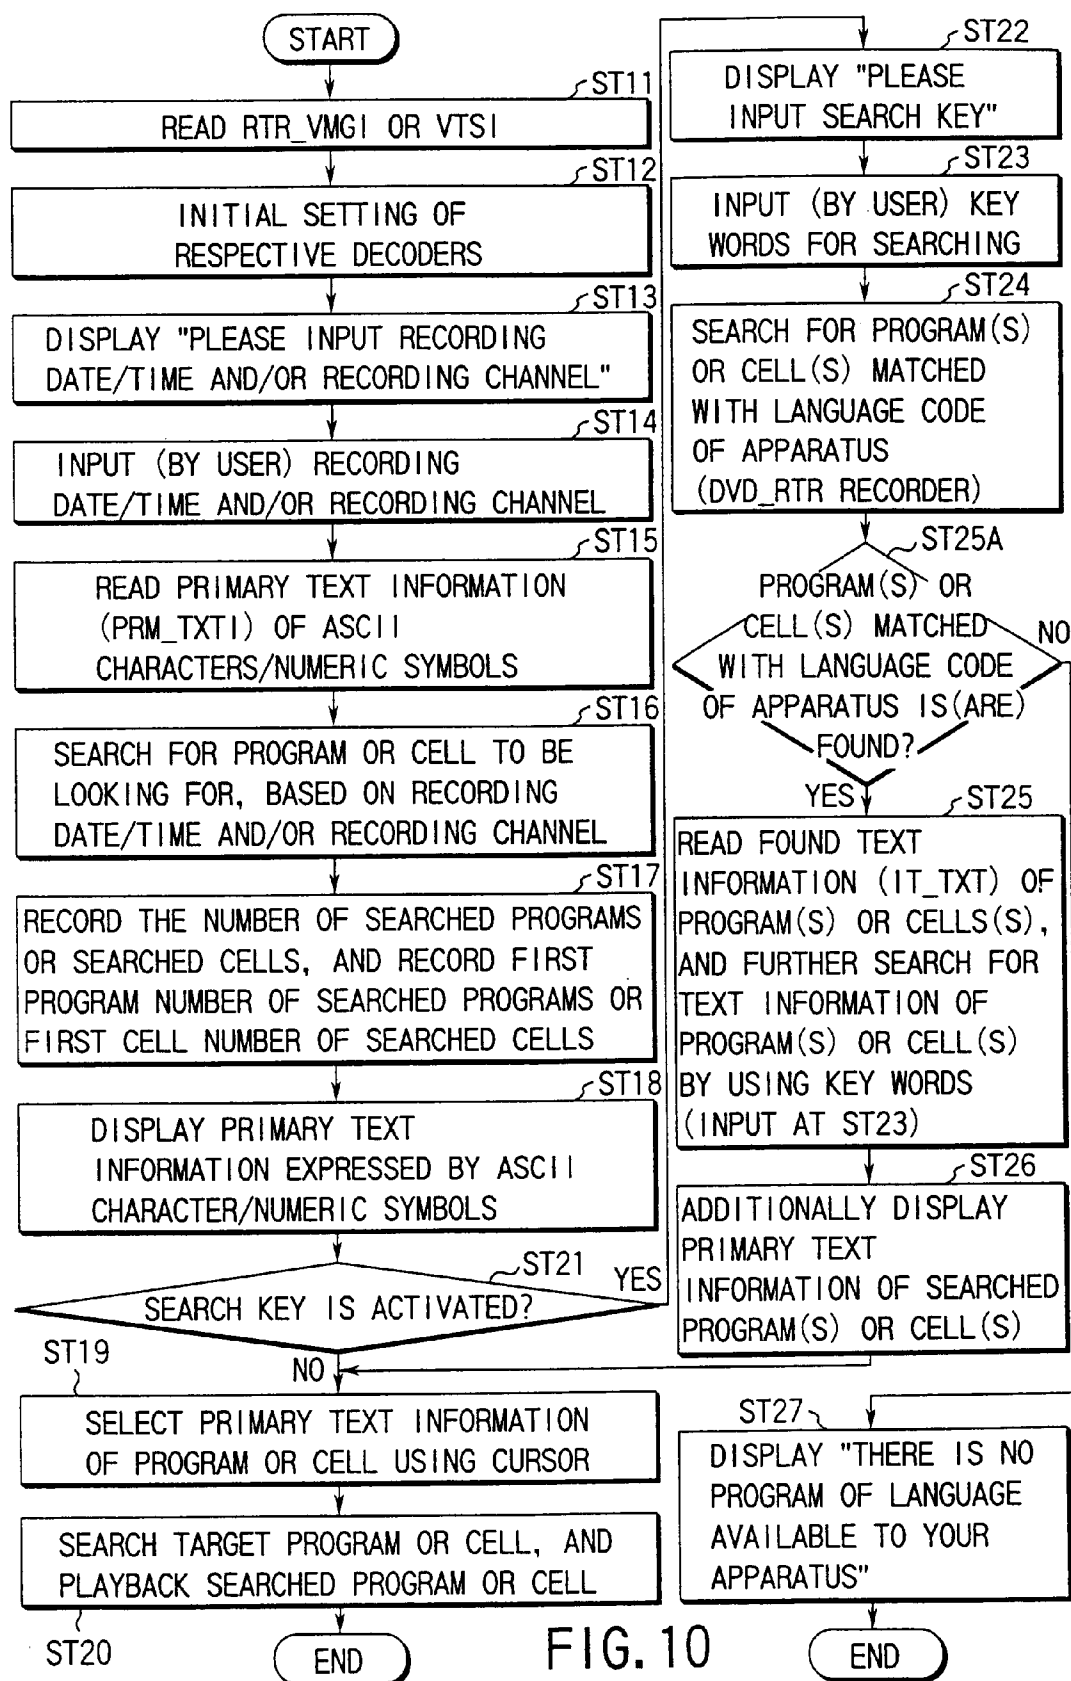 START
ST11
READ RTR_VMGI OR VTSI
ST12
INITIAL SETTING OF
RESPECTIVE DECODERS
ST13
DISPLAY "PLEASE INPUT RECORDING
DATE/TIME AND/OR RECORDING CHANNEL"
ST14
INPUT (BY USER) RECORDING
DATE/TIME AND/OR RECORDING CHANNEL
ST15
READ PRIMARY TEXT INFORMATION
(PRM_TXTI) OF ASCII
CHARACTERS/NUMERIC SYMBOLS
ST16
SEARCH FOR PROGRAM OR CELL TO BE
LOOKING FOR, BASED ON RECORDING
DATE/TIME AND/OR RECORDING CHANNEL
ST17
RECORD THE NUMBER OF SEARCHED PROGRAMS
OR SEARCHED CELLS, AND RECORD FIRST
PROGRAM NUMBER OF SEARCHED PROGRAMS OR
FIRST CELL NUMBER OF SEARCHED CELLS
ST18
DISPLAY PRIMARY TEXT
INFORMATION EXPRESSED BY ASCII
CHARACTER/NUMERIC SYMBOLS
ST21
YES
SEARCH KEY IS ACTIVATED?
NO
ST19
SELECT PRIMARY TEXT INFORMATION
OF PROGRAM OR CELL USING CURSOR
SEARCH TARGET PROGRAM OR CELL, AND
PLAYBACK SEARCHED PROGRAM OR CELL
ST20
END
ST22
DISPLAY "PLEASE
INPUT SEARCH KEY"
ST23
INPUT (BY USER) KEY
WORDS FOR SEARCHING
ST24
SEARCH FOR PROGRAM(S)
OR CELL(S) MATCHED
WITH LANGUAGE CODE
OF APPARATUS
(DVD_RTR RECORDER)
ST25A
PROGRAM(S) OR
CELL(S) MATCHED
WITH LANGUAGE CODE
OF APPARATUS IS(ARE)
FOUND?
NO
YES
ST25
READ FOUND TEXT
INFORMATION (IT_TXT) OF
PROGRAM(S) OR CELLS(S),
AND FURTHER SEARCH FOR
TEXT INFORMATION OF
PROGRAM(S) OR CELL(S)
BY USING KEY WORDS
(INPUT AT ST23)
ST26
ADDITIONALLY DISPLAY
PRIMARY TEXT
INFORMATION OF SEARCHED
PROGRAM(S) OR CELL(S)
ST27
DISPLAY "THERE IS NO
PROGRAM OF LANGUAGE
AVAILABLE TO YOUR
APPARATUS"
END
FIG. 10